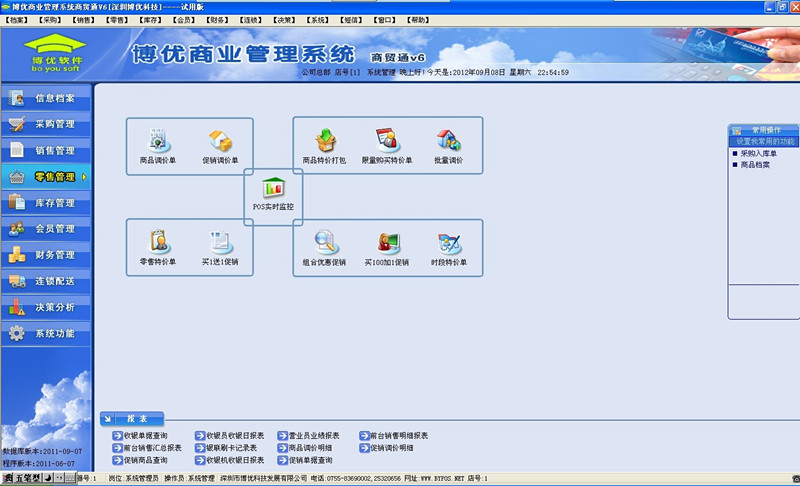 博优商业管理系统商贸通V6[深圳博优科技]----试用版
【档案】 【采购】 【销售】 【零售】 【库存】 【会员】 【财务】 【连锁】 【决策】 【系统】 【短信】 【窗口】 【帮助】
博优软件
bo you soft
博优商业管理系统 商贸通v6
公司总部 店号[1] 系统管理 晚上好!今天是:2012年09月08日 星期六 22:54:59
信息档案
采购管理
销售管理
零售管理
库存管理
会员管理
财务管理
连锁配送
决策分析
系统功能
数据库版本:2011-09-07
程序版本:2011-06-07
商品调价单 促销调价单
商品特价打包 限量购买特价单 批量调价
POS实时监控
零售特价单 买1送1促销
组合优惠促销 买100加1促销 时段特价单
常用操作
设置我常用的功能
采购入库单
商品档案
报 表
收银单据查询 收银员收银日报表 营业员业绩报表 前台销售明细报表
前台销售汇总报表 银联刷卡记录表 商品调价明细 促销调价明细
促销商品查询 收银机收银日报表 促销单据查询
五笔型 器号:1 岗位:系统管理员 操作员:系统管理 深圳市博优科技发展有限公司 电话:0755-83690002,25320656 网址:WWW.BYPOS.NET 店号:1